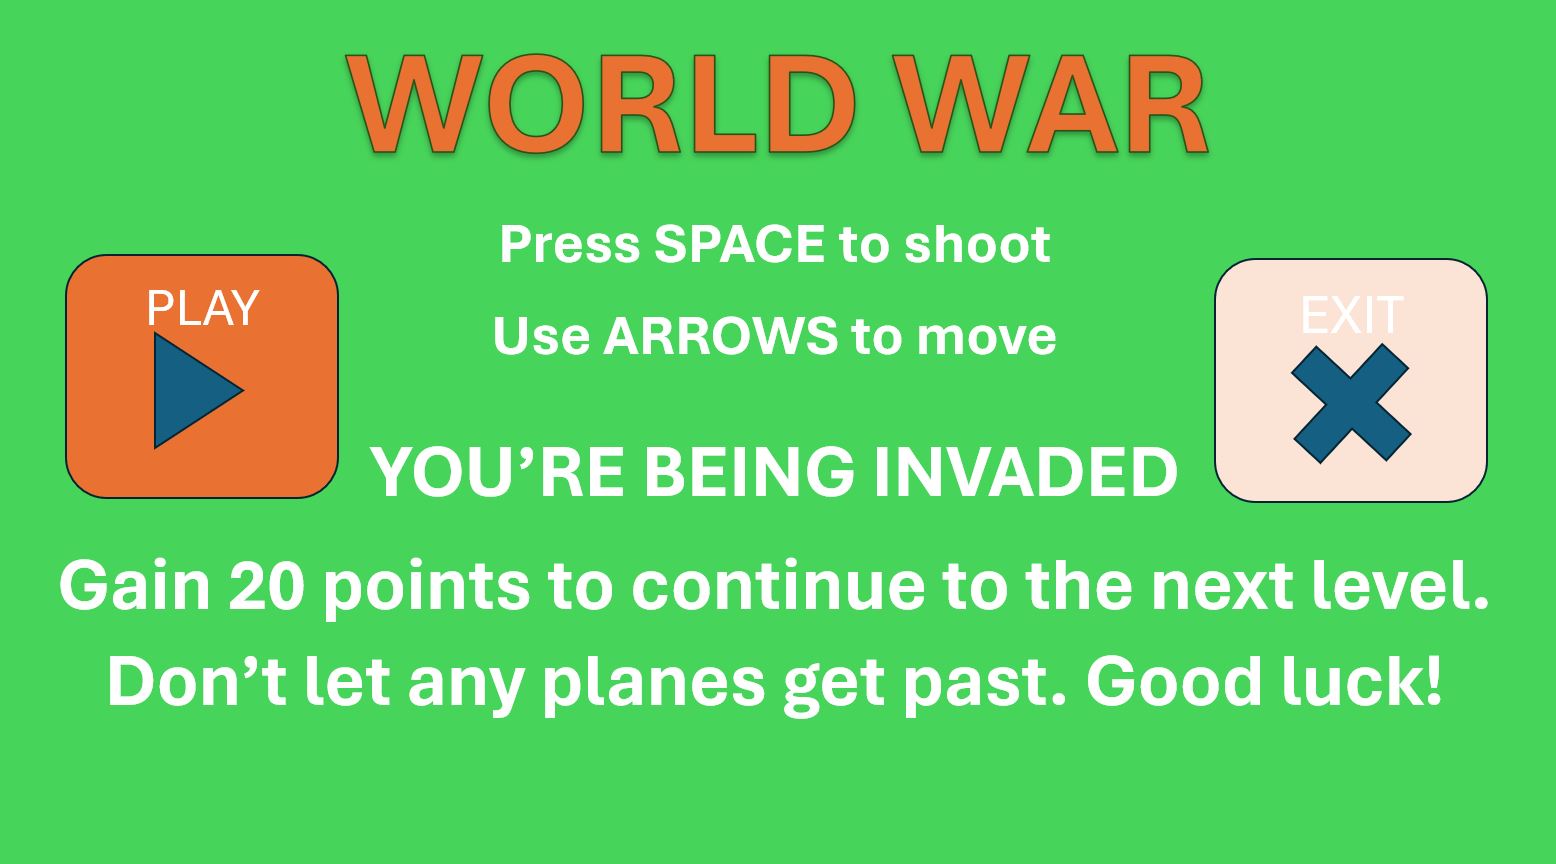 WORLD WAR
Press SPACE to shoot
PLAY
EXIT
Use ARROWS to move
YOU’RE BEING INVADED
Gain 20 points to continue to the next level.
Don’t let any planes get past. Good luck!